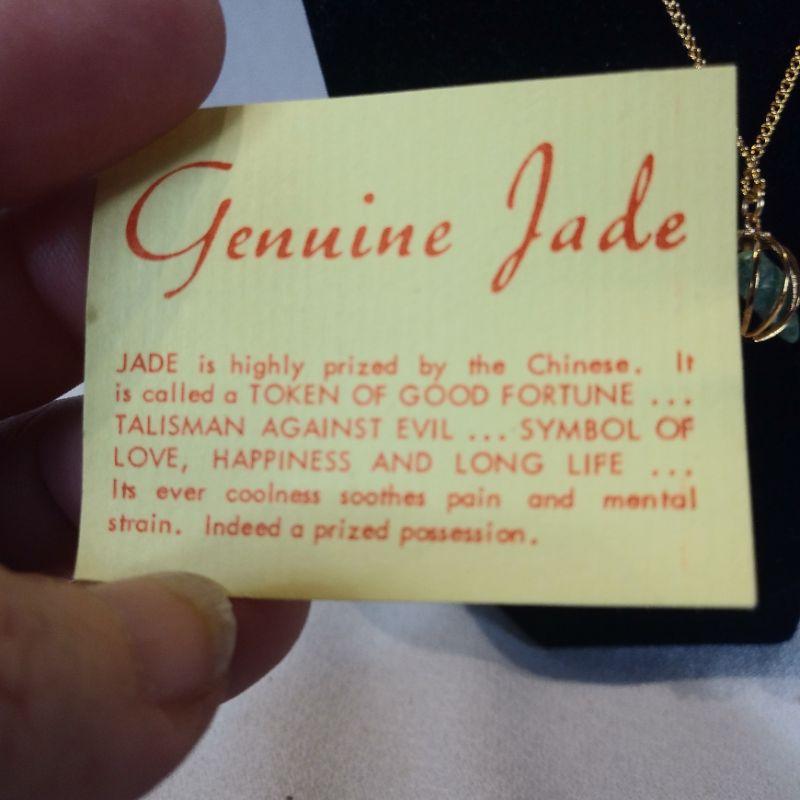 Genuine Jade
JADE is highly prized by the Chinese. It
is called a TOKEN OF GOOD FORTUNE ...
TALISMAN AGAINST EVIL ... SYMBOL OF
LOVE, HAPPINESS AND LONG LIFE ...
Its ever coolness soothes pain and mental
strain. Indeed a prized possession.